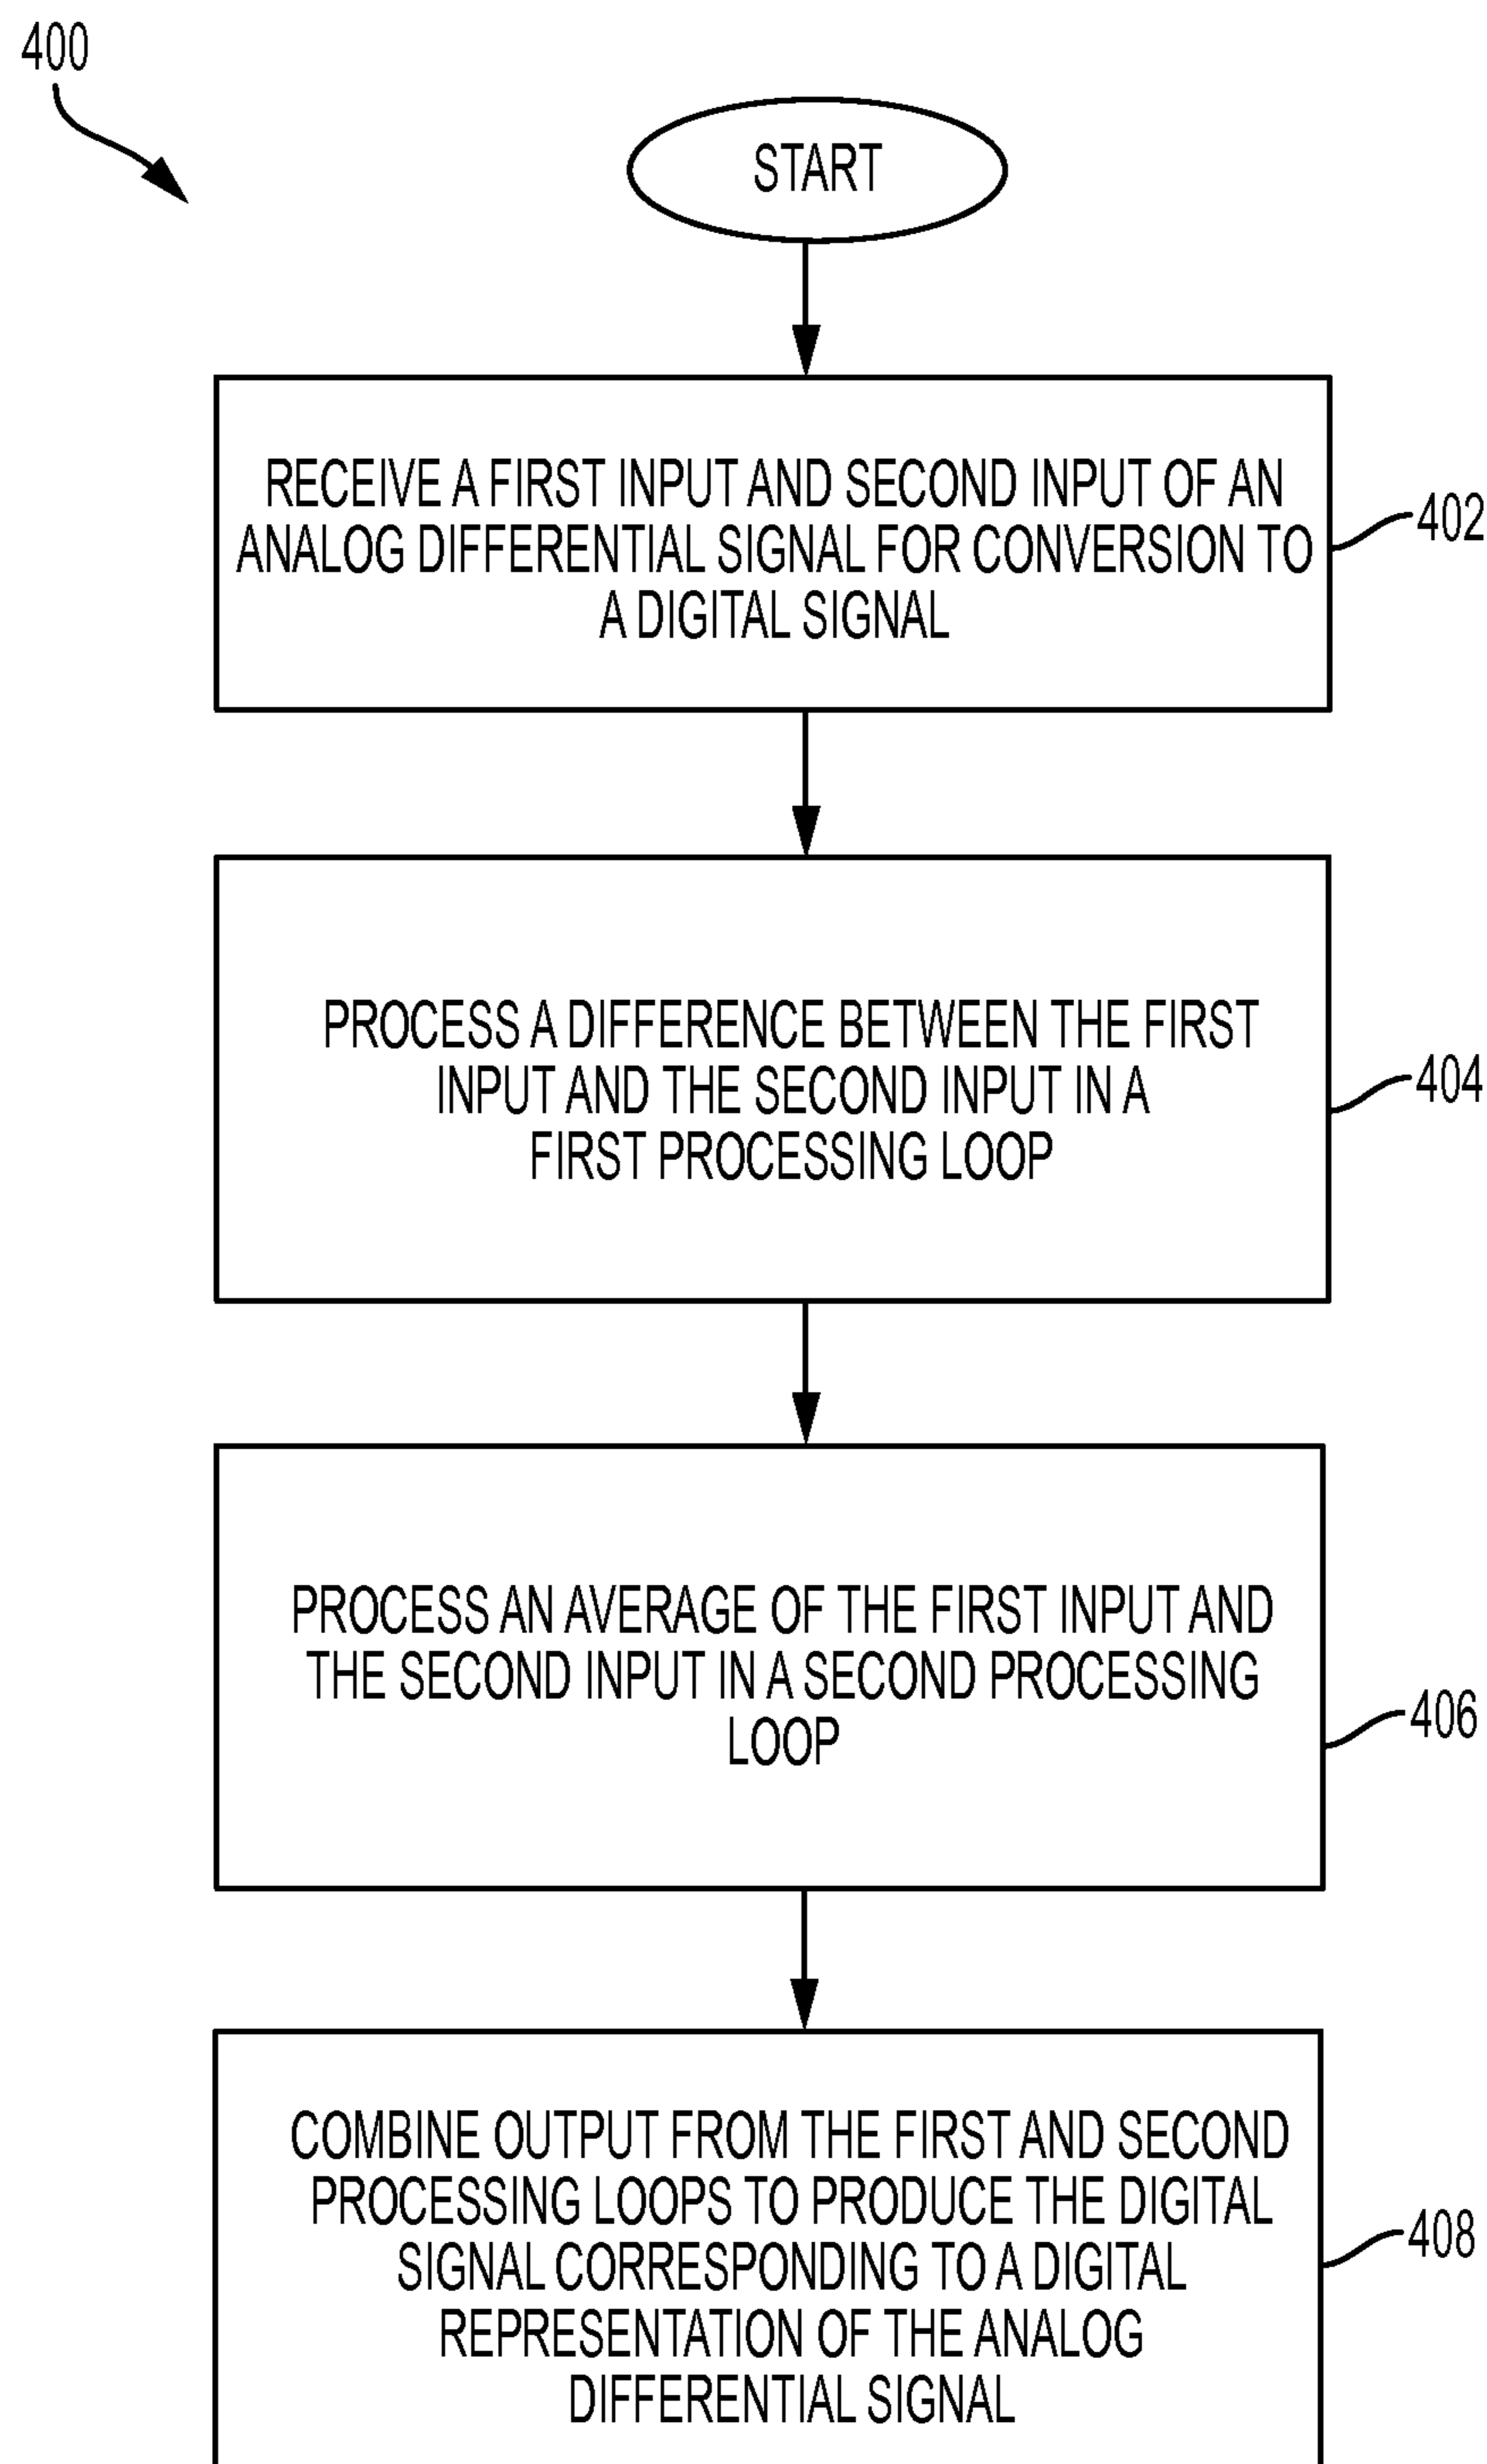 400
START
RECEIVE A FIRST INPUT AND SECOND INPUT OF AN
ANALOG DIFFERENTIAL SIGNAL FOR CONVERSION TO
A DIGITAL SIGNAL
402
PROCESS A DIFFERENCE BETWEEN THE FIRST
INPUT AND THE SECOND INPUT IN A
FIRST PROCESSING LOOP
404
PROCESS AN AVERAGE OF THE FIRST INPUT AND
THE SECOND INPUT IN A SECOND PROCESSING
LOOP
406
COMBINE OUTPUT FROM THE FIRST AND SECOND
PROCESSING LOOPS TO PRODUCE THE DIGITAL
SIGNAL CORRESPONDING TO A DIGITAL
REPRESENTATION OF THE ANALOG
DIFFERENTIAL SIGNAL
408